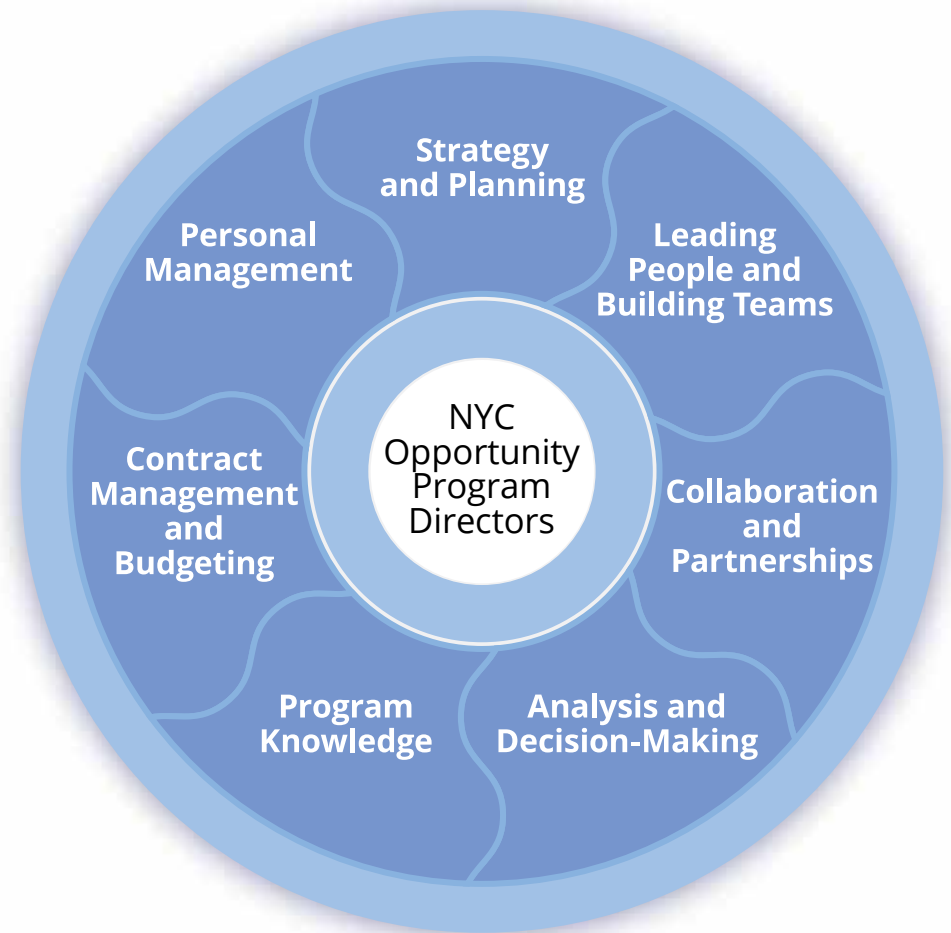 Strategy
and Planning
Leading
People and
Building Teams
Collaboration
and
Partnerships
Analysis and
Decision-Making
Program
Knowledge
Contract
Management
and
Budgeting
Personal
Management
NYC
Opportunity
Program
Directors